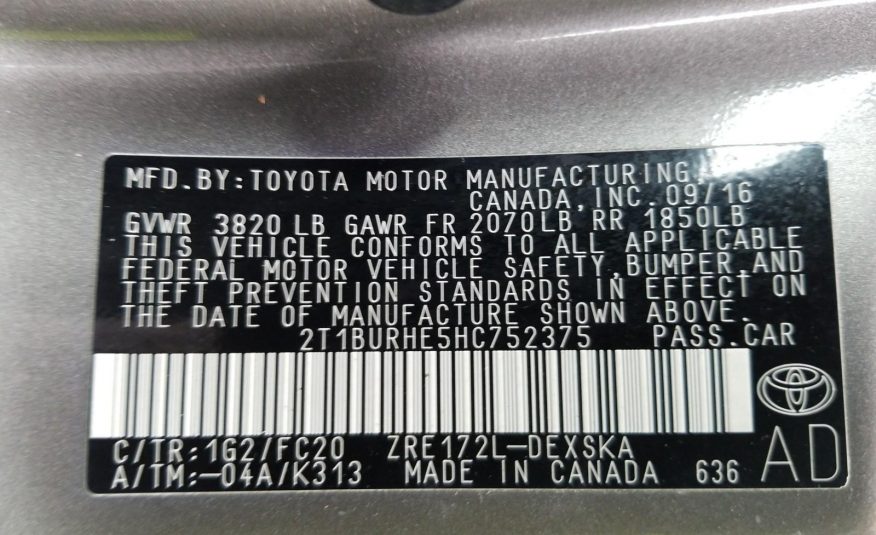 MFD.BY:TOYOTA MOTOR MANUFACTURING
CANADA,INC.09/16
GVWR 3820 LB GAWR FR 2070LB RR 1850LB
THIS VEHICLE CONFORMS TO ALL APPLICABLE
FEDERAL MOTOR VEHICLE SAFETY,BUMPER,AND
THEFT PREVENTION STANDARDS IN EFFECT ON
THE DATE OF MANUFACTURE SHOWN ABOVE.
2T1BURHE5HC752375 PASS.CAR
C/TR:1G2/FC20 ZRE172L-DEXSKA
A/TM:-04A/K313 MADE IN CANADA 636 AD